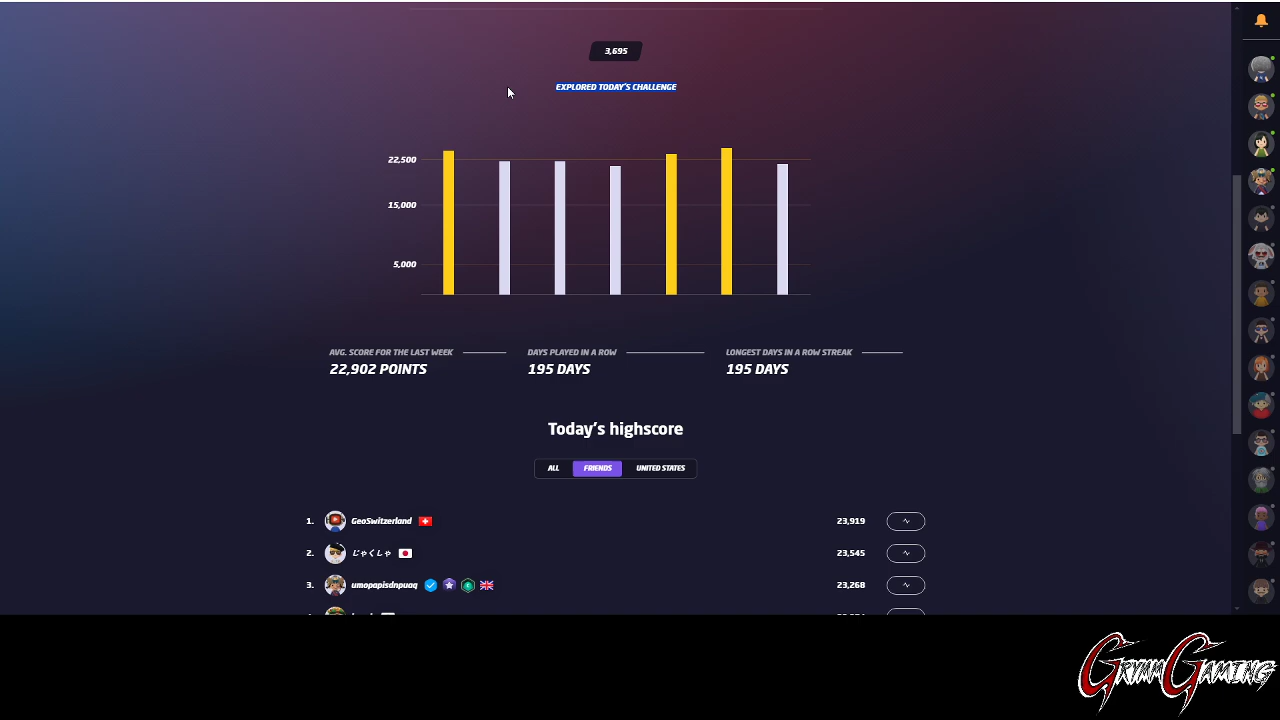 3,695
EXPLORED TODAY'S CHALLENGE
22,500
15,000
5,000
AVG. SCORE FOR THE LAST WEEK
22,902 POINTS
DAYS PLAYED IN A ROW
195 DAYS
LONGEST DAYS IN A ROW STREAK
195 DAYS
Today's highscore
ALL FRIENDS UNITED STATES
1. GeoSwitzerland 23,919
2. じゃくしゃ 23,545
3. umopapisdnpuaq 23,268
GRIMM GAMING